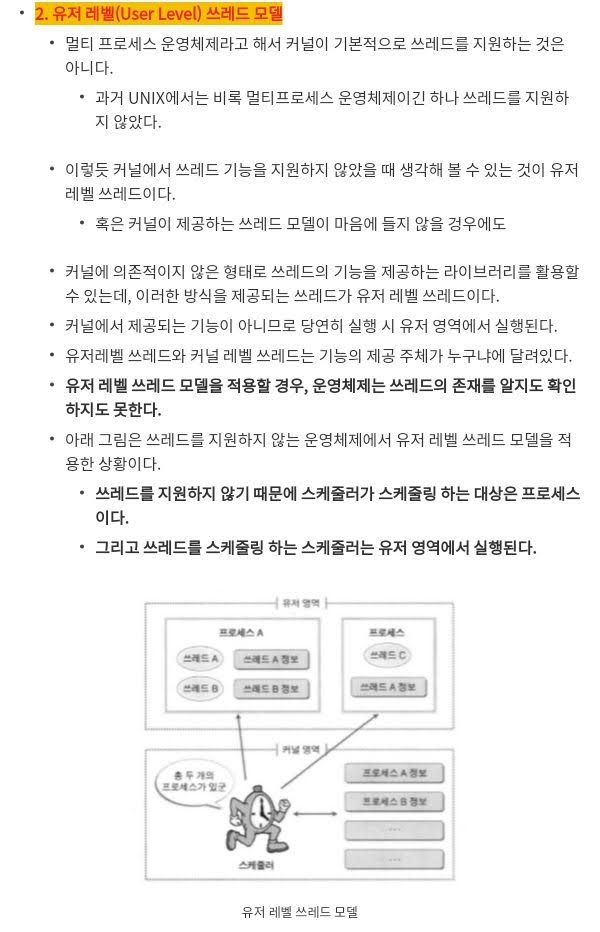 2. 유저 레벨(User Level) 쓰레드 모델
멀티 프로세스 운영체제라고 해서 커널이 기본적으로 쓰레드를 지원하는 것은
아니다.
과거 UNIX에서는 비록 멀티프로세스 운영체제이긴 하나 쓰레드를 지원하
지 않았다.
이렇듯 커널에서 쓰레드 기능을 지원하지 않았을 때 생각해 볼 수 있는 것이 유저
레벨 쓰레드이다.
혹은 커널이 제공하는 쓰레드 모델이 마음에 들지 않을 경우에도
커널에 의존적이지 않은 형태로 쓰레드의 기능을 제공하는 라이브러리를 활용할
수 있는데, 이러한 방식을 제공되는 쓰레드가 유저 레벨 쓰레드이다.
커널에서 제공되는 기능이 아니므로 당연히 실행 시 유저 영역에서 실행된다.
유저레벨 쓰레드와 커널 레벨 쓰레드는 기능의 제공 주체가 누구냐에 달려있다.
유저 레벨 쓰레드 모델을 적용할 경우, 운영체제는 쓰레드의 존재를 알지도 확인
하지도 못한다.
아래 그림은 쓰레드를 지원하지 않는 운영체제에서 유저 레벨 쓰레드 모델을 적
용한 상황이다.
쓰레드를 지원하지 않기 때문에 스케줄러가 스케줄링 하는 대상은 프로세스
이다.
그리고 쓰레드를 스케줄링 하는 스케줄러는 유저 영역에서 실행된다.
유저 영역
프로세스 A
쓰레드 A
쓰레드 A 정보
쓰레드 B
쓰레드 B 정보
프로세스
쓰레드 C
쓰레드 A 정보
커널 영역
총 두 개의
프로세스가 있군
스케줄러
프로세스 A 정보
프로세스 B 정보
...
...
유저 레벨 쓰레드 모델